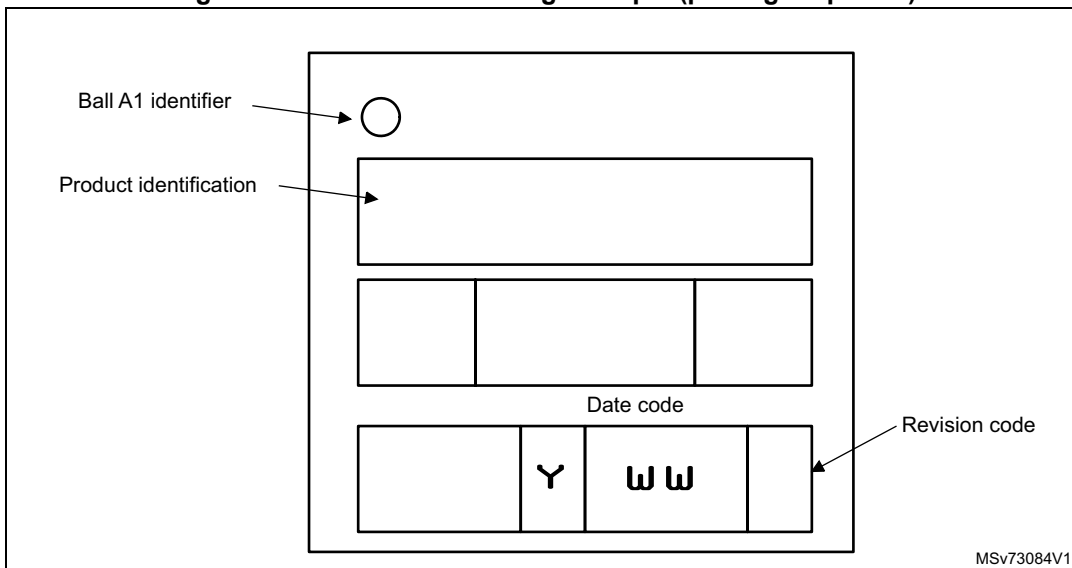 Ball A1 identifier
Product identification
Date code
Revision code
Y WW
MSv73084V1